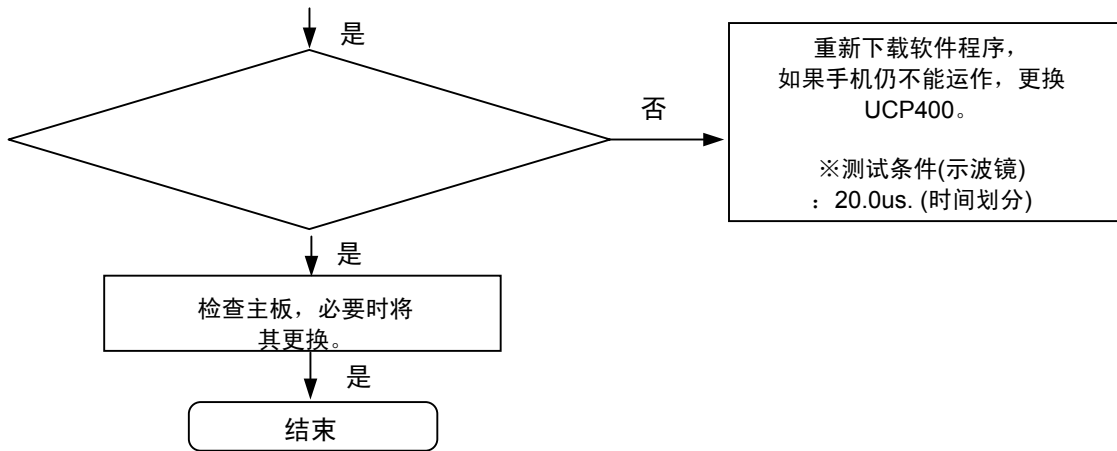 是
重新下载软件程序，
如果手机仍不能运作，更换
UCP400。
否
※测试条件(示波镜)
：20.0us. (时间划分)
是
检查主板，必要时将
其更换。
是
结束